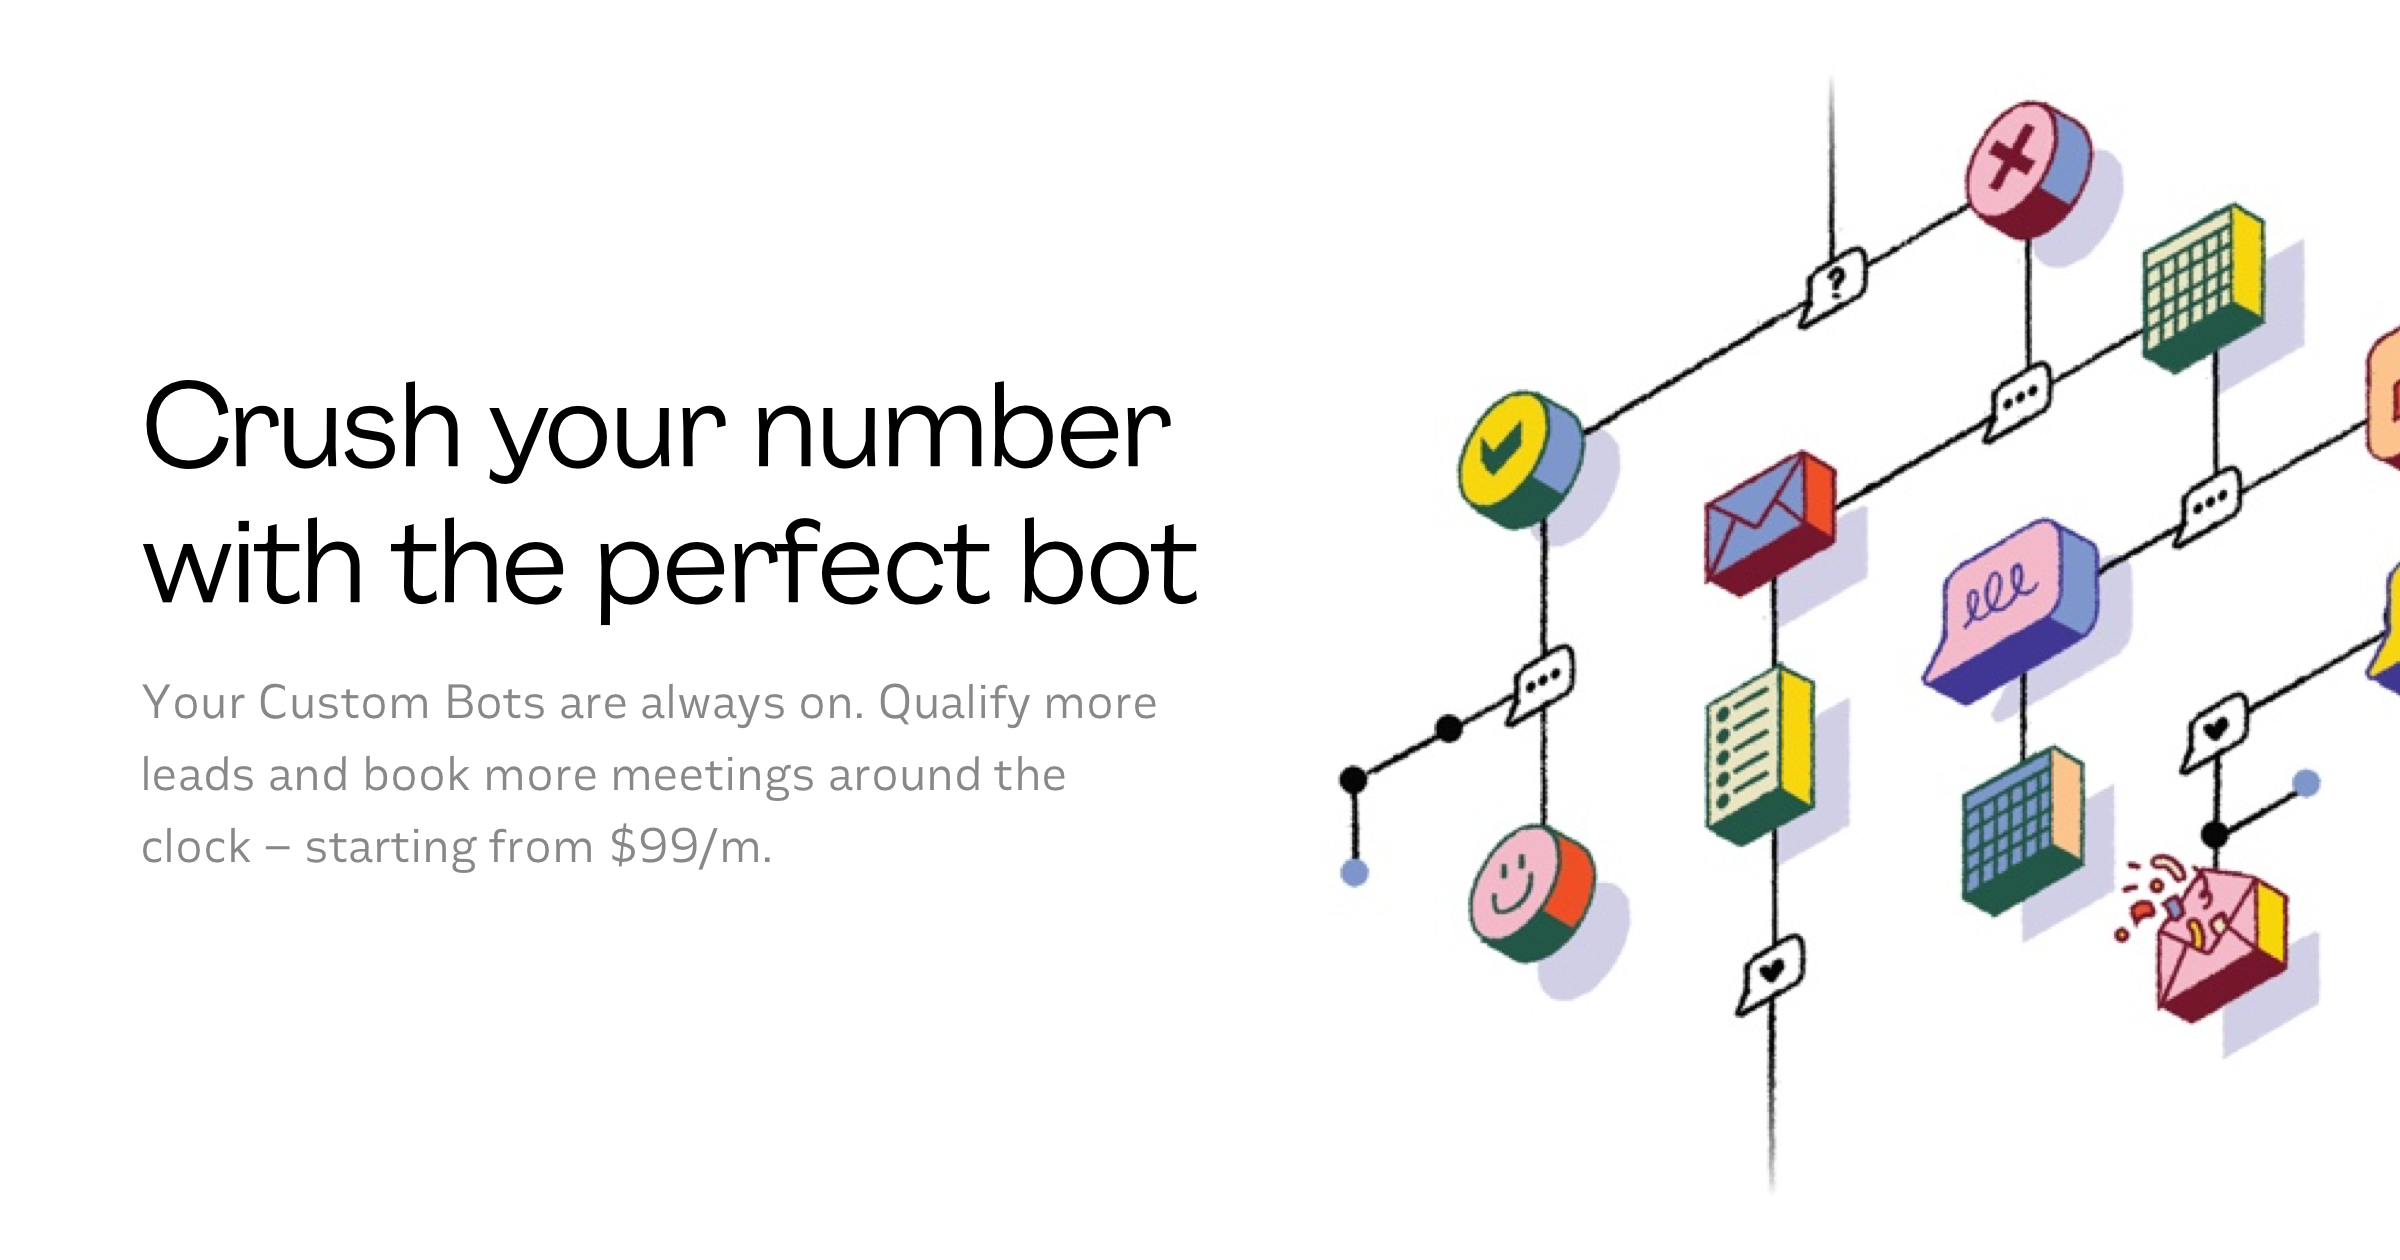 Crush your number
with the perfect bot
Your Custom Bots are always on. Qualify more
leads and book more meetings around the
clock – starting from $99/m.
?